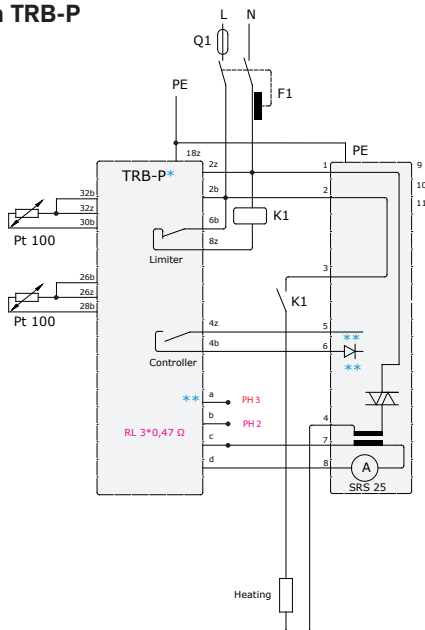 TRB-P
L N
Q1
PE
F1
18z
PE
TRB-P*
2z
1
9
32b
2b
2
10
32z
6b
K1
11
30b
8z
Pt 100
Limiter
3
26b
K1
26z
28b
4z
5
**
Pt 100
4b
6
Controller
**
** a
PH 3
b
PH 2
4
RL 3*0,47 Ω
c
7
d
8
A
SRS 25
Heating